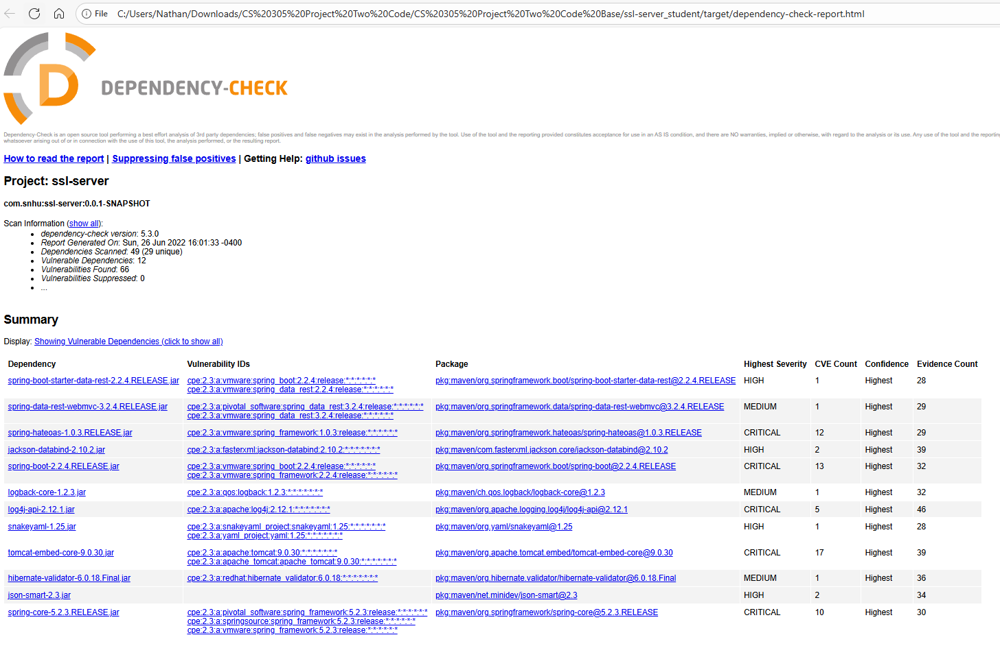 File C:/Users/Nathan/Downloads/CS%20305%20Project%20Two%20Code/CS%20305%20Project%20Two%20Code%20Base/ssl-server_student/target/dependency-check-report.html
D DEPENDENCY-CHECK
Dependency-Check is an open source tool performing a best effort analysis of 3rd party dependencies; false positives and false negatives may exist in the analysis performed by the tool. Use of the tool and the reporting provided constitutes acceptance for use in an AS IS condition, and there are NO warranties, implied or otherwise, with regard to the analysis or its use. Any use of the tool and the reporting
whatsoever arising out of or in connection with the use of this tool, the analysis performed, or the resulting report.
How to read the report | Suppressing false positives | Getting Help: github issues
Project: ssl-server
com.snhu:ssl-server:0.0.1-SNAPSHOT
Scan Information (show all):
• dependency-check version: 5.3.0
• Report Generated On: Sun, 26 Jun 2022 16:01:33 -0400
• Dependencies Scanned: 49 (29 unique)
• Vulnerable Dependencies: 12
• Vulnerabilities Found: 66
• Vulnerabilities Suppressed: 0
• ...
Summary
Display: Showing Vulnerable Dependencies (click to show all)
Dependency Vulnerability IDs Package Highest Severity CVE Count Confidence Evidence Count
spring-boot-starter-data-rest-2.2.4.RELEASE.jar cpe:2.3:a:vmware:spring_boot:2.2.4:release:*:*:*:*:*:* pkg:maven/org.springframework.boot/spring-boot-starter-data-rest@2.2.4.RELEASE HIGH 1 Highest 28
cpe:2.3:a:vmware:spring_data_rest:2.2.4:release:*:*:*:*:*:*
spring-data-rest-webmvc-3.2.4.RELEASE.jar cpe:2.3:a:pivotal_software:spring_data_rest:3.2.4:release:*:*:*:*:*:* pkg:maven/org.springframework.data/spring-data-rest-webmvc@3.2.4.RELEASE MEDIUM 1 Highest 29
cpe:2.3:a:vmware:spring_data_rest:3.2.4:release:*:*:*:*:*:*
spring-hateoas-1.0.3.RELEASE.jar cpe:2.3:a:vmware:spring_framework:1.0.3:release:*:*:*:*:*:* pkg:maven/org.springframework.hateoas/spring-hateoas@1.0.3.RELEASE CRITICAL 12 Highest 29
jackson-databind-2.10.2.jar cpe:2.3:a:fasterxml:jackson-databind:2.10.2:*:*:*:*:*:*:* pkg:maven/com.fasterxml.jackson.core/jackson-databind@2.10.2 HIGH 2 Highest 39
spring-boot-2.2.4.RELEASE.jar cpe:2.3:a:vmware:spring_boot:2.2.4:release:*:*:*:*:*:* pkg:maven/org.springframework.boot/spring-boot@2.2.4.RELEASE CRITICAL 13 Highest 32
cpe:2.3:a:vmware:spring_framework:2.2.4:release:*:*:*:*:*:*
logback-core-1.2.3.jar cpe:2.3:a:qos:logback:1.2.3:*:*:*:*:*:*:* pkg:maven/ch.qos.logback/logback-core@1.2.3 MEDIUM 1 Highest 32
log4j-api-2.12.1.jar cpe:2.3:a:apache:log4j:2.12.1:*:*:*:*:*:*:* pkg:maven/org.apache.logging.log4j/log4j-api@2.12.1 CRITICAL 5 Highest 46
snakeyaml-1.25.jar cpe:2.3:a:snakeyaml_project:snakeyaml:1.25:*:*:*:*:*:*:* pkg:maven/org.yaml/snakeyaml@1.25 HIGH 1 Highest 28
cpe:2.3:a:yaml_project:yaml:1.25:*:*:*:*:*:*:*
tomcat-embed-core-9.0.30.jar cpe:2.3:a:apache:tomcat:9.0.30:*:*:*:*:*:*:* pkg:maven/org.apache.tomcat.embed/tomcat-embed-core@9.0.30 CRITICAL 17 Highest 39
cpe:2.3:a:apache_tomcat:apache_tomcat:9.0.30:*:*:*:*:*:*:*
hibernate-validator-6.0.18.Final.jar cpe:2.3:a:redhat:hibernate_validator:6.0.18:*:*:*:*:*:*:* pkg:maven/org.hibernate.validator/hibernate-validator@6.0.18.Final MEDIUM 1 Highest 36
json-smart-2.3.jar pkg:maven/net.minidev/json-smart@2.3 HIGH 2 34
spring-core-5.2.3.RELEASE.jar cpe:2.3:a:pivotal_software:spring_framework:5.2.3:release:*:*:*:*:*:* pkg:maven/org.springframework/spring-core@5.2.3.RELEASE CRITICAL 10 Highest 30
cpe:2.3:a:springsource:spring_framework:5.2.3:release:*:*:*:*:*:*
cpe:2.3:a:vmware:spring_framework:5.2.3:release:*:*:*:*:*:*